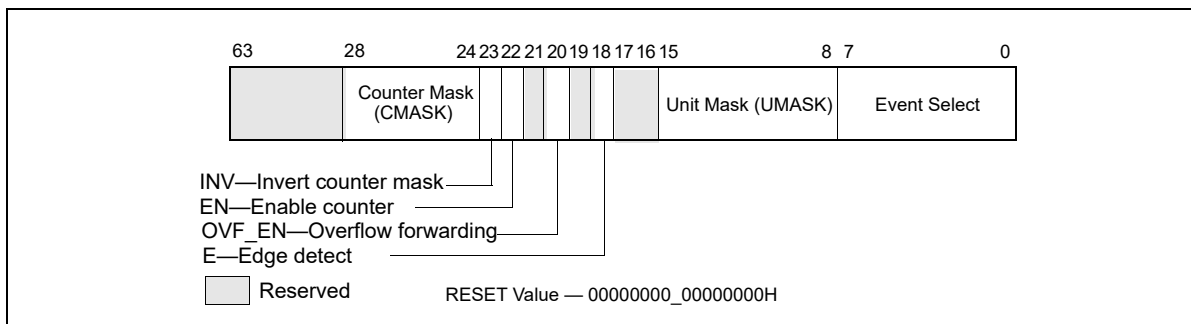 63 28 24 23 22 21 20 19 18 17 16 15 8 7 0
Counter Mask
(CMASK)
Unit Mask (UMASK)
Event Select
INV—Invert counter mask
EN—Enable counter
OVF_EN—Overflow forwarding
E—Edge detect
Reserved
RESET Value — 00000000_00000000H